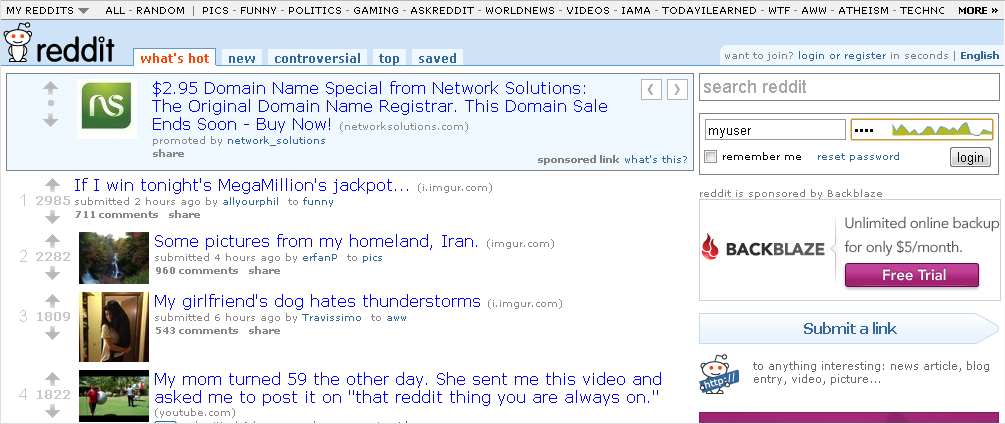 MY REDDITS ALL - RANDOM | PICS - FUNNY - POLITICS - GAMING - ASKREDDIT - WORLDNEWS - VIDEOS - IAMA - TODAYILEARNED - WTF - AWW - ATHEISM - TECHNO MORE »
reddit what's hot new controversial top saved
want to join? login or register in seconds | English
$2.95 Domain Name Special from Network Solutions:
The Original Domain Name Registrar. This Domain Sale
Ends Soon - Buy Now! (networksolutions.com)
promoted by network_solutions
share
sponsored link what's this?
ns
1 2985 If I win tonight's MegaMillion's jackpot... (i.imgur.com)
submitted 2 hours ago by allyourphil to funny
711 comments share
2 2282 Some pictures from my homeland, Iran. (imgur.com)
submitted 4 hours ago by erfanP to pics
960 comments share
3 1809 My girlfriend's dog hates thunderstorms (i.imgur.com)
submitted 6 hours ago by Travissimo to aww
543 comments share
4 1822 My mom turned 59 the other day. She sent me this video and
asked me to post it on "that reddit thing you are always on."
(youtube.com)
search reddit
myuser ••••
remember me reset password login
reddit is sponsored by Backblaze
BACKBLAZE
Unlimited online backup
for only $5/month.
Free Trial
Submit a link
http://
to anything interesting: news article, blog
entry, video, picture...